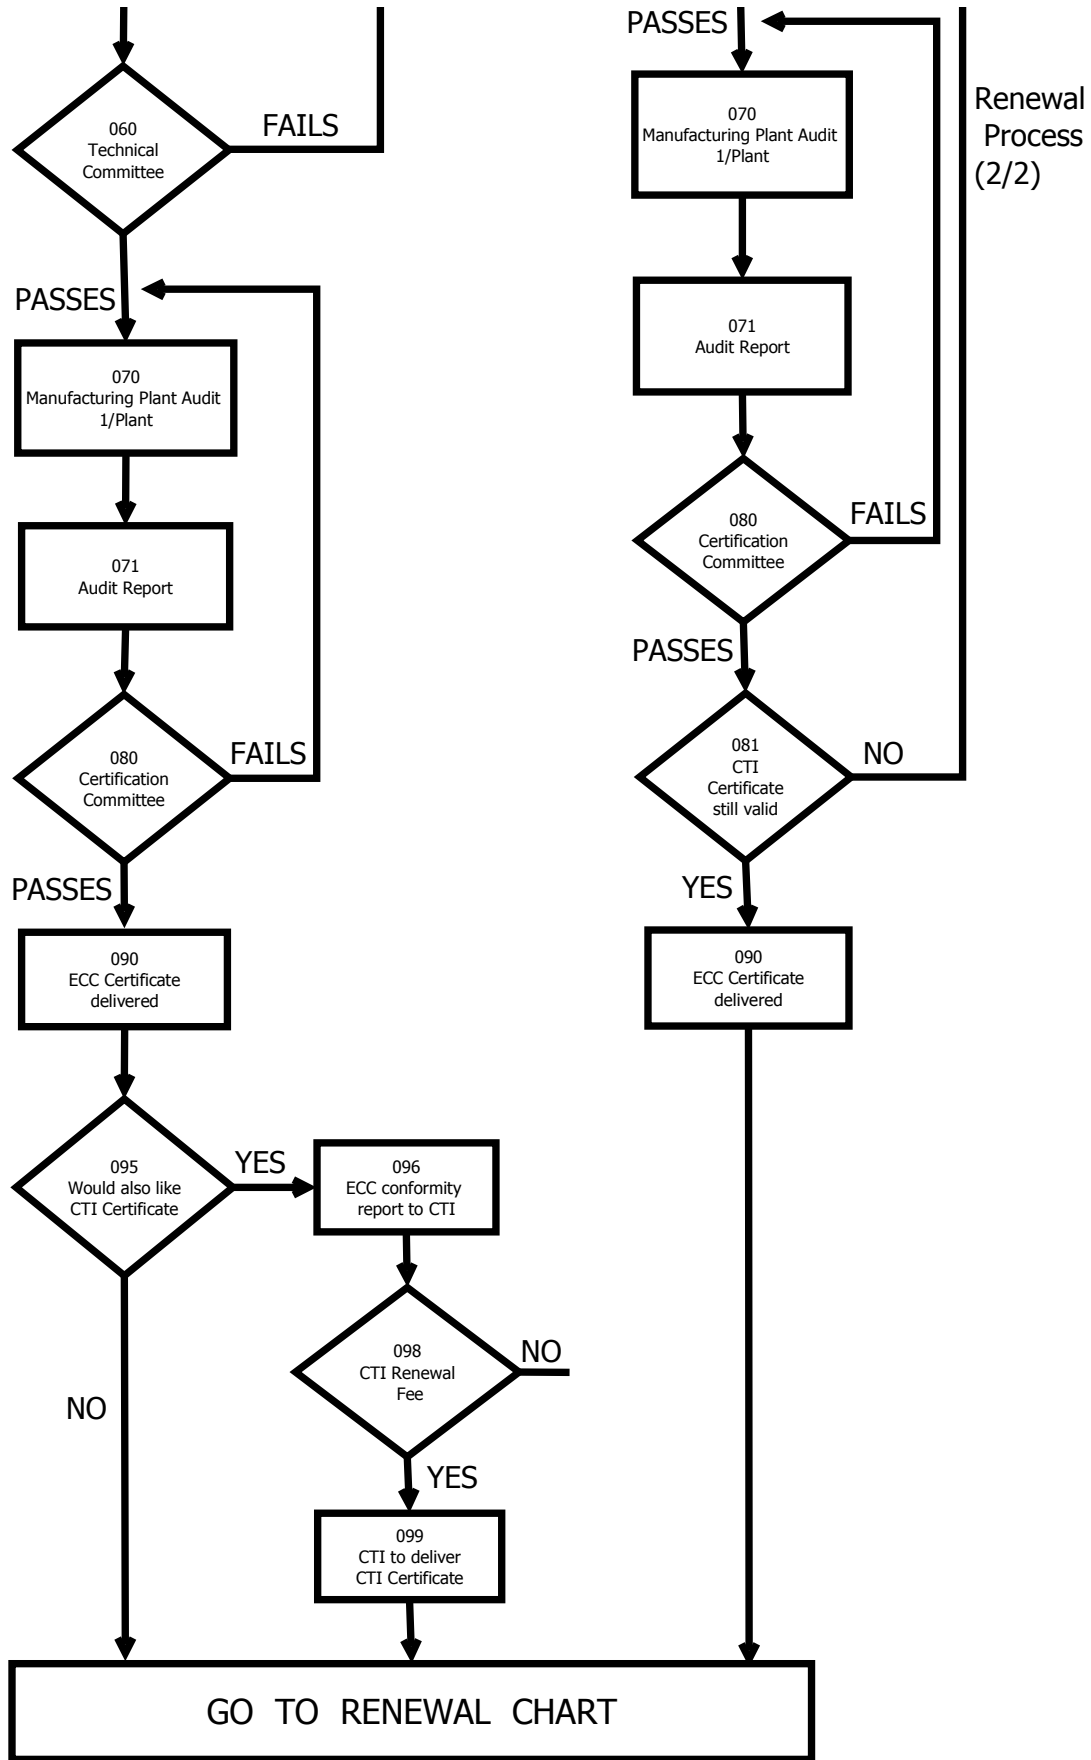 060
Technical
Committee
FAILS
PASSES
070
Manufacturing Plant Audit
1/Plant
071
Audit Report
080
Certification
Committee
FAILS
PASSES
090
ECC Certificate
delivered
095
Would also like
CTI Certificate
YES
096
ECC conformity
report to CTI
098
CTI Renewal
Fee
NO
NO
YES
099
CTI to deliver
CTI Certificate
PASSES
070
Manufacturing Plant Audit
1/Plant
Renewal
Process
(2/2)
071
Audit Report
080
Certification
Committee
FAILS
PASSES
081
CTI
Certificate
still valid
NO
YES
090
ECC Certificate
delivered
GO TO RENEWAL CHART